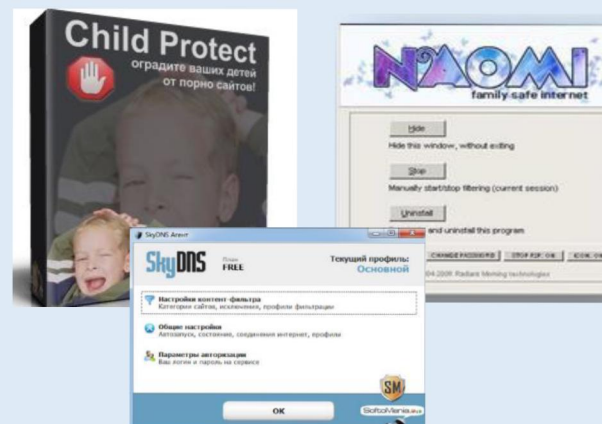 Child Protect
оградите ваших детей
от порно сайтов!
NAOMI
family safe internet
Hide
Hide this window, without exiting
Stop
Manually start/stop filtering (current session)
Uninstall
and uninstall this program
CHANGE PASSWORD STOP P2P: ON ICON: ON
2009 Radiant technologies
SkyDNS Агент
SkyDNS
План:
FREE
Текущий профиль:
Основной
Настройки контент-фильтра
Категории сайтов, исключения, профили фильтрации
Общие настройки
Автозапуск, состояние, соединения интернет, профили
Параметры авторизации
Ваш логин и пароль на сервисе
OK
SM
SoftoMania